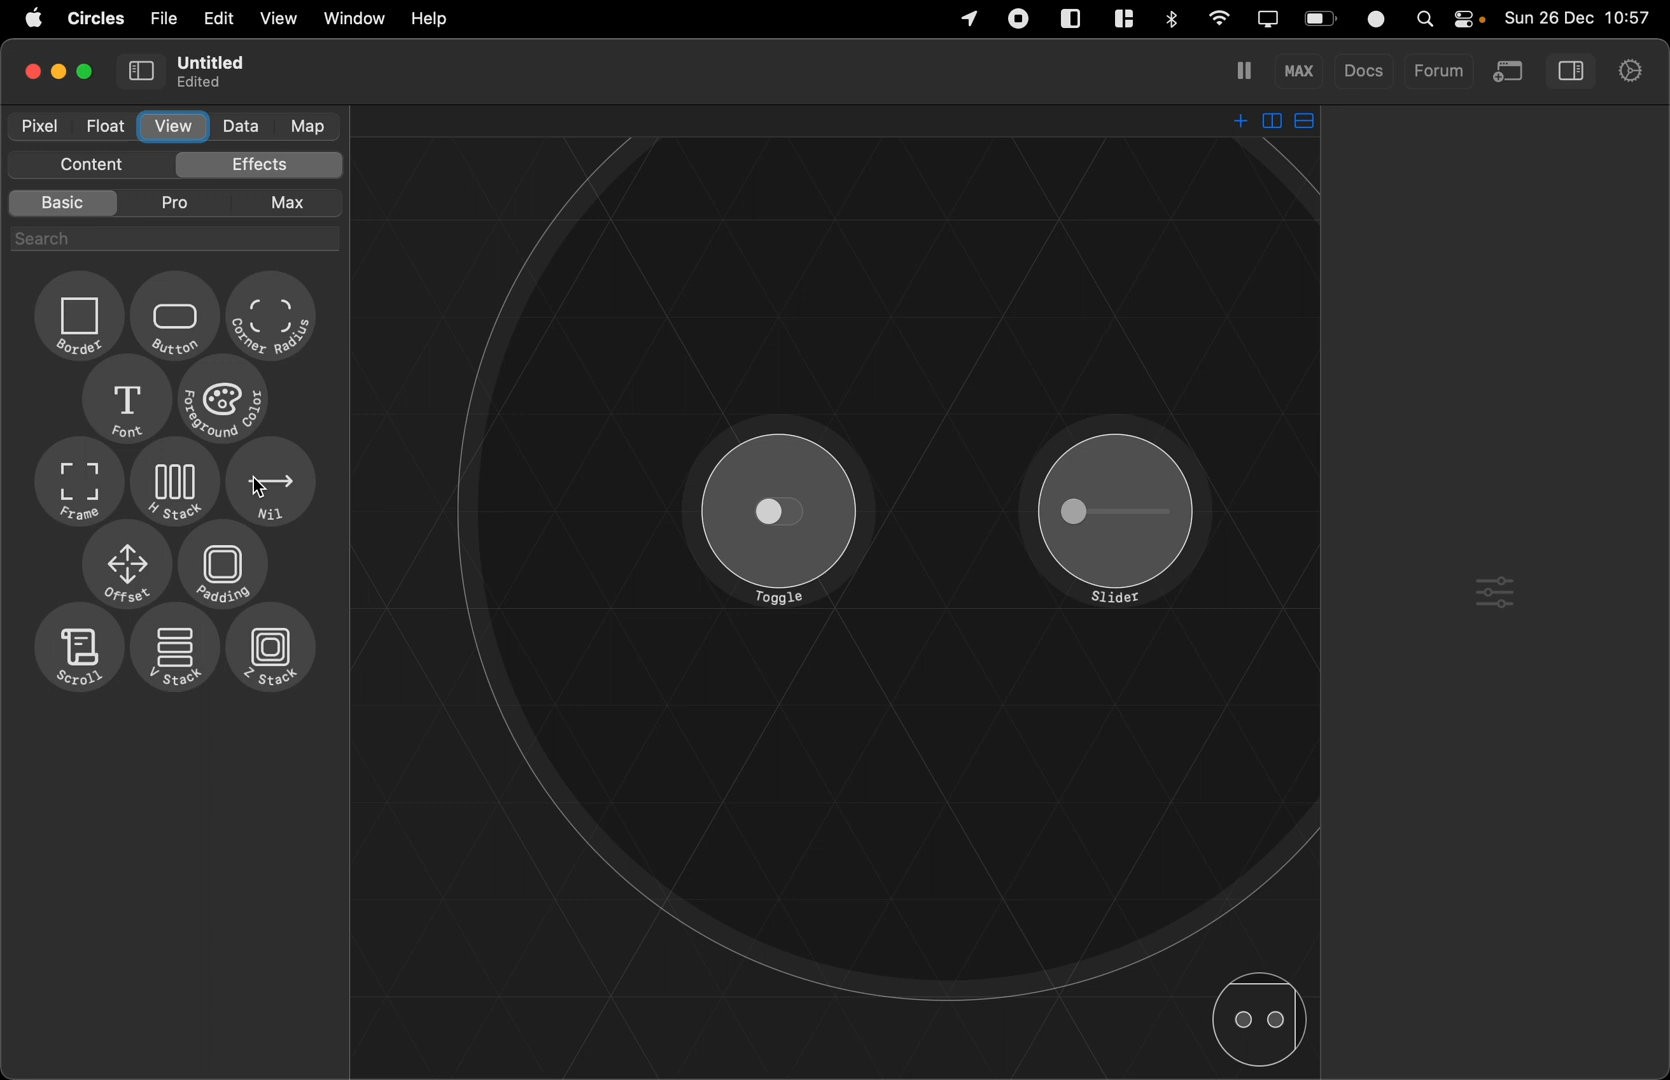 Circles File Edit View Window Help Sun 26 Dec 10:57
Untitled
Edited
MAX Docs Forum
Pixel Float View Data Map
Content Effects
Basic Pro Max
Search
Border Button Corner Radius
Font Foreground Color
Frame H Stack Nil
Offset Padding
Scroll V Stack Z Stack
Toggle Slider